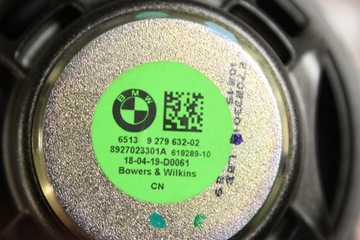 BMW
6513 9 279 632-02
8927023301A 619289-10
18-04-19-D0061
Bowers & Wilkins
CN